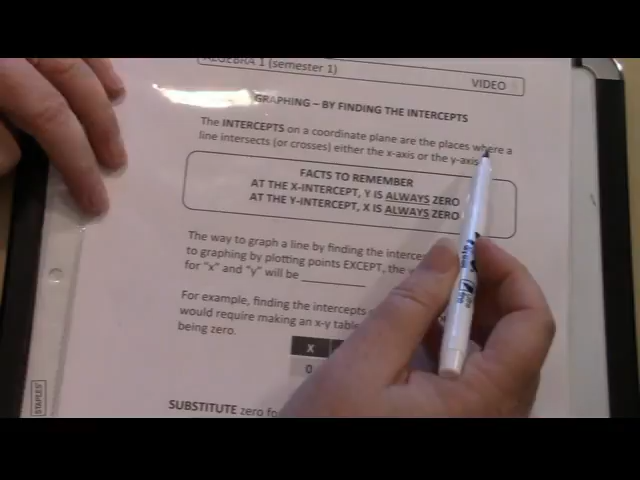 ALGEBRA 1 (semester 1)
VIDEO
GRAPHING – BY FINDING THE INTERCEPTS
The INTERCEPTS on a coordinate plane are the places where a
line intersects (or crosses) either the x-axis or the y-axis
FACTS TO REMEMBER
AT THE X-INTERCEPT, Y IS ALWAYS ZERO
AT THE Y-INTERCEPT, X IS ALWAYS ZERO
The way to graph a line by finding the
to graphing by plotting points EXCEPT, the
for "x" and "y" will be __________
For example, finding the intercepts
would require making an x-y table
being zero.
X
0
SUBSTITUTE zero
STAPLES